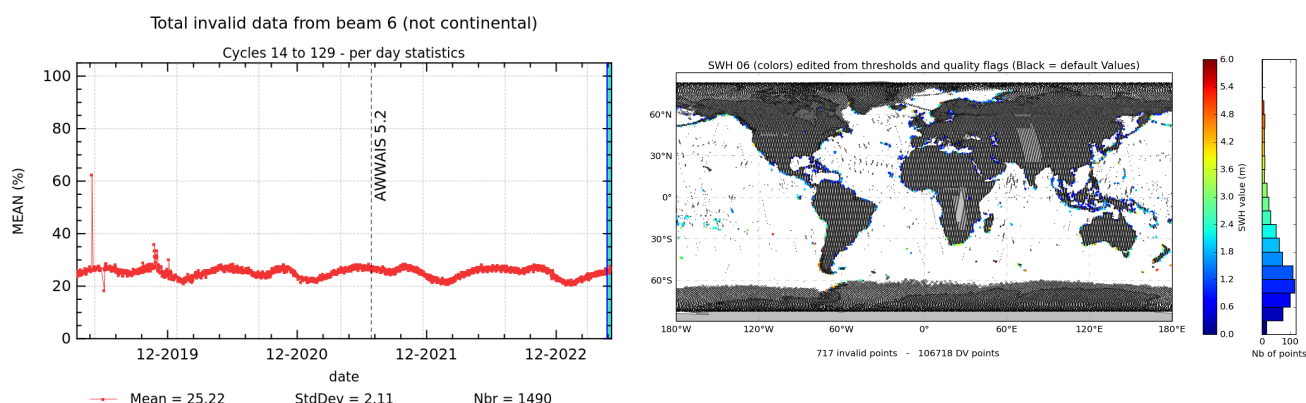 Total invalid data from beam 6 (not continental)
Cycles 14 to 129 - per day statistics
100
80
60
40
20
0
MEAN (%)
AWWAIS 5.2
12-2019 12-2020 12-2021 12-2022
date
Mean = 25.22 StdDev = 2.11 Nbr = 1490
SWH 06 (colors) edited from thresholds and quality flags (Black = default Values)
60°N
30°N
0°
30°S
60°S
180°W 120°W 60°W 0° 60°E 120°E 180°E
717 invalid points - 106718 DV points
6.0
5.4
4.8
4.2
3.6
3.0
2.4
1.8
1.2
0.6
0.0
SWH value (m)
0 100
Nb of points